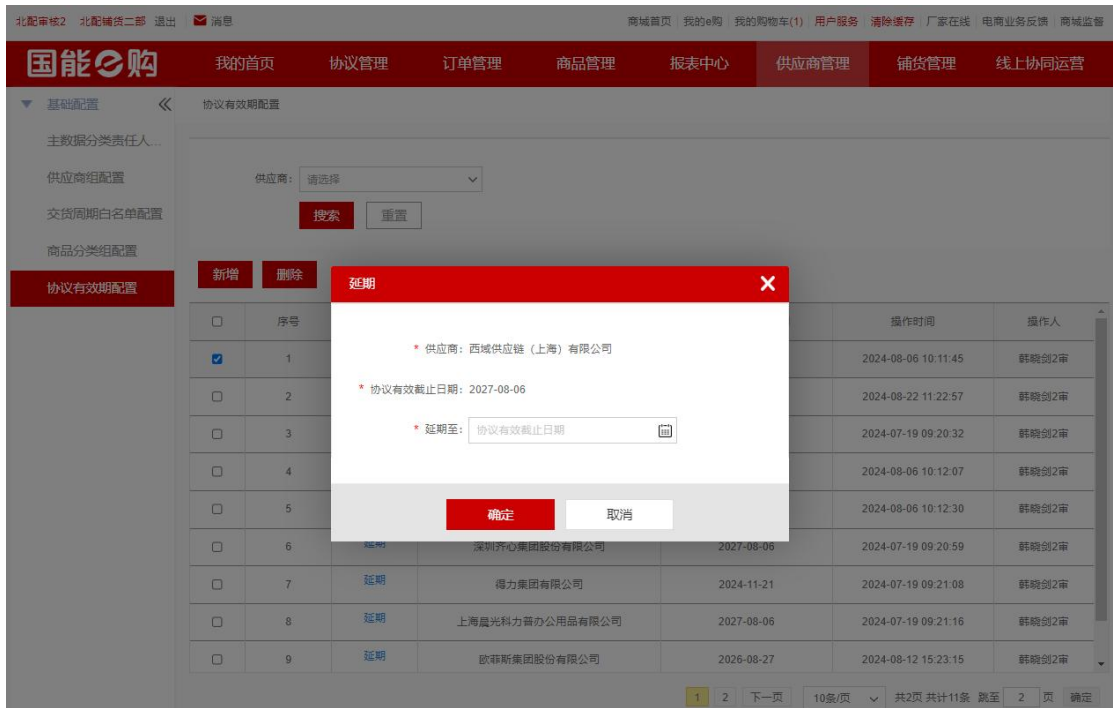 北配审核2 北配铺货二部 退出 消息 商城首页 我的e购 我的购物车(1) 用户服务 清除缓存 厂家在线 电商业务反馈 商城监督
国能e购 我的首页 协议管理 订单管理 商品管理 报表中心 供应商管理 铺货管理 线上协同运营
基础配置 协议有效期配置
主数据分类责任人...
供应商组配置 供应商: 请选择
交货周期白名单配置 搜索 重置
商品分类组配置
协议有效期配置 新增 删除
延期
序号 操作时间 操作人
* 供应商: 西域供应链（上海）有限公司
1 2024-08-06 10:11:45 韩晓剑2审
* 协议有效截止日期: 2027-08-06
2 2024-08-22 11:22:57 韩晓剑2审
* 延期至: 协议有效截止日期
3 2024-07-19 09:20:32 韩晓剑2审
4 2024-08-06 10:12:07 韩晓剑2审
确定 取消
5 2024-08-06 10:12:30 韩晓剑2审
6 延期 深圳齐心集团股份有限公司 2027-08-06 2024-07-19 09:20:59 韩晓剑2审
7 延期 得力集团有限公司 2024-11-21 2024-07-19 09:21:08 韩晓剑2审
8 延期 上海晨光科力普办公用品有限公司 2027-08-06 2024-07-19 09:21:16 韩晓剑2审
9 延期 欧菲斯集团股份有限公司 2026-08-27 2024-08-12 15:23:15 韩晓剑2审
1 2 下一页 10条/页 共2页 共计11条 跳至 2 页 确定